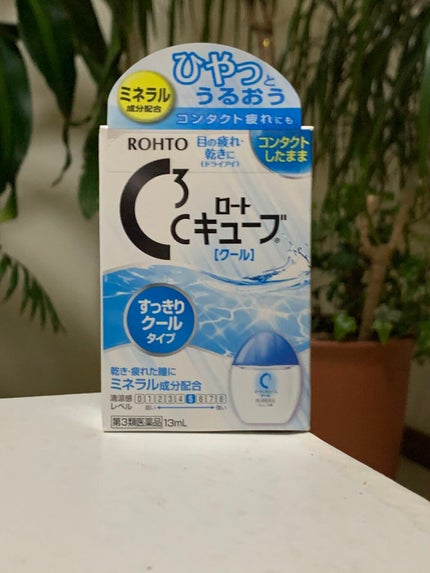 ひやっと
うるおう
ミネラル
成分配合
コンタクト疲れにも
ROHTO
目の疲れ・
乾きに
(ドライアイ)
コンタクト
したまま
C3
ロート
Cキューブ®
[クール]
すっきり
クール
タイプ
乾き・疲れた瞳に
ミネラル成分配合
清涼感
レベル
0 1 2 3 4 5 6 7 8
弱い 強い
第3類医薬品 13mL